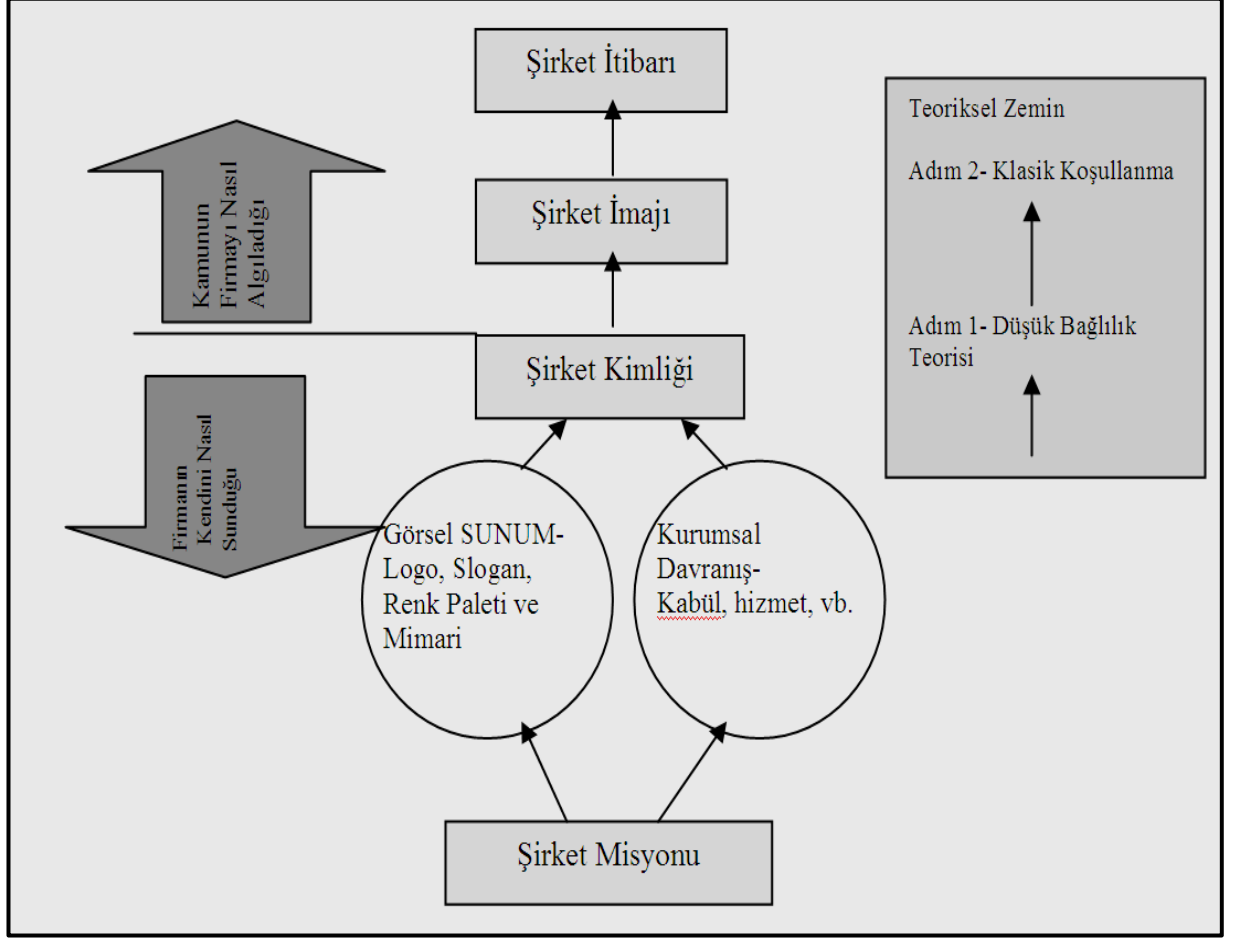 Şirket İtibarı
Teoriksel Zemin
Adım 2- Klasik Koşullanma
Kamunun
Firmayı Nasıl
Algıladığı
Şirket İmajı
Adım 1- Düşük Bağlılık
Teorisi
Şirket Kimliği
Firmanın
Kendini Nasıl
Sunduğu
Görsel SUNUM-
Logo, Slogan,
Renk Paleti ve
Mimari
Kurumsal
Davranış-
Kabül, hizmet, vb.
Şirket Misyonu